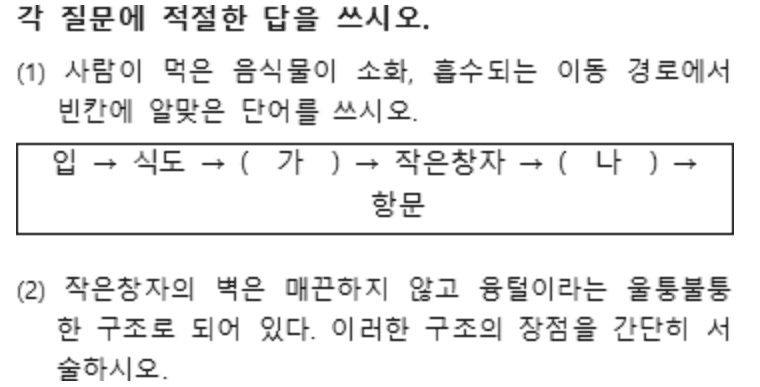 각 질문에 적절한 답을 쓰시오.
(1) 사람이 먹은 음식물이 소화, 흡수되는 이동 경로에서
빈칸에 알맞은 단어를 쓰시오.
입 → 식도 → ( 가 ) → 작은창자 → ( 나 ) →
항문
(2) 작은창자의 벽은 매끈하지 않고 융털이라는 울퉁불퉁
한 구조로 되어 있다. 이러한 구조의 장점을 간단히 서
술하시오.